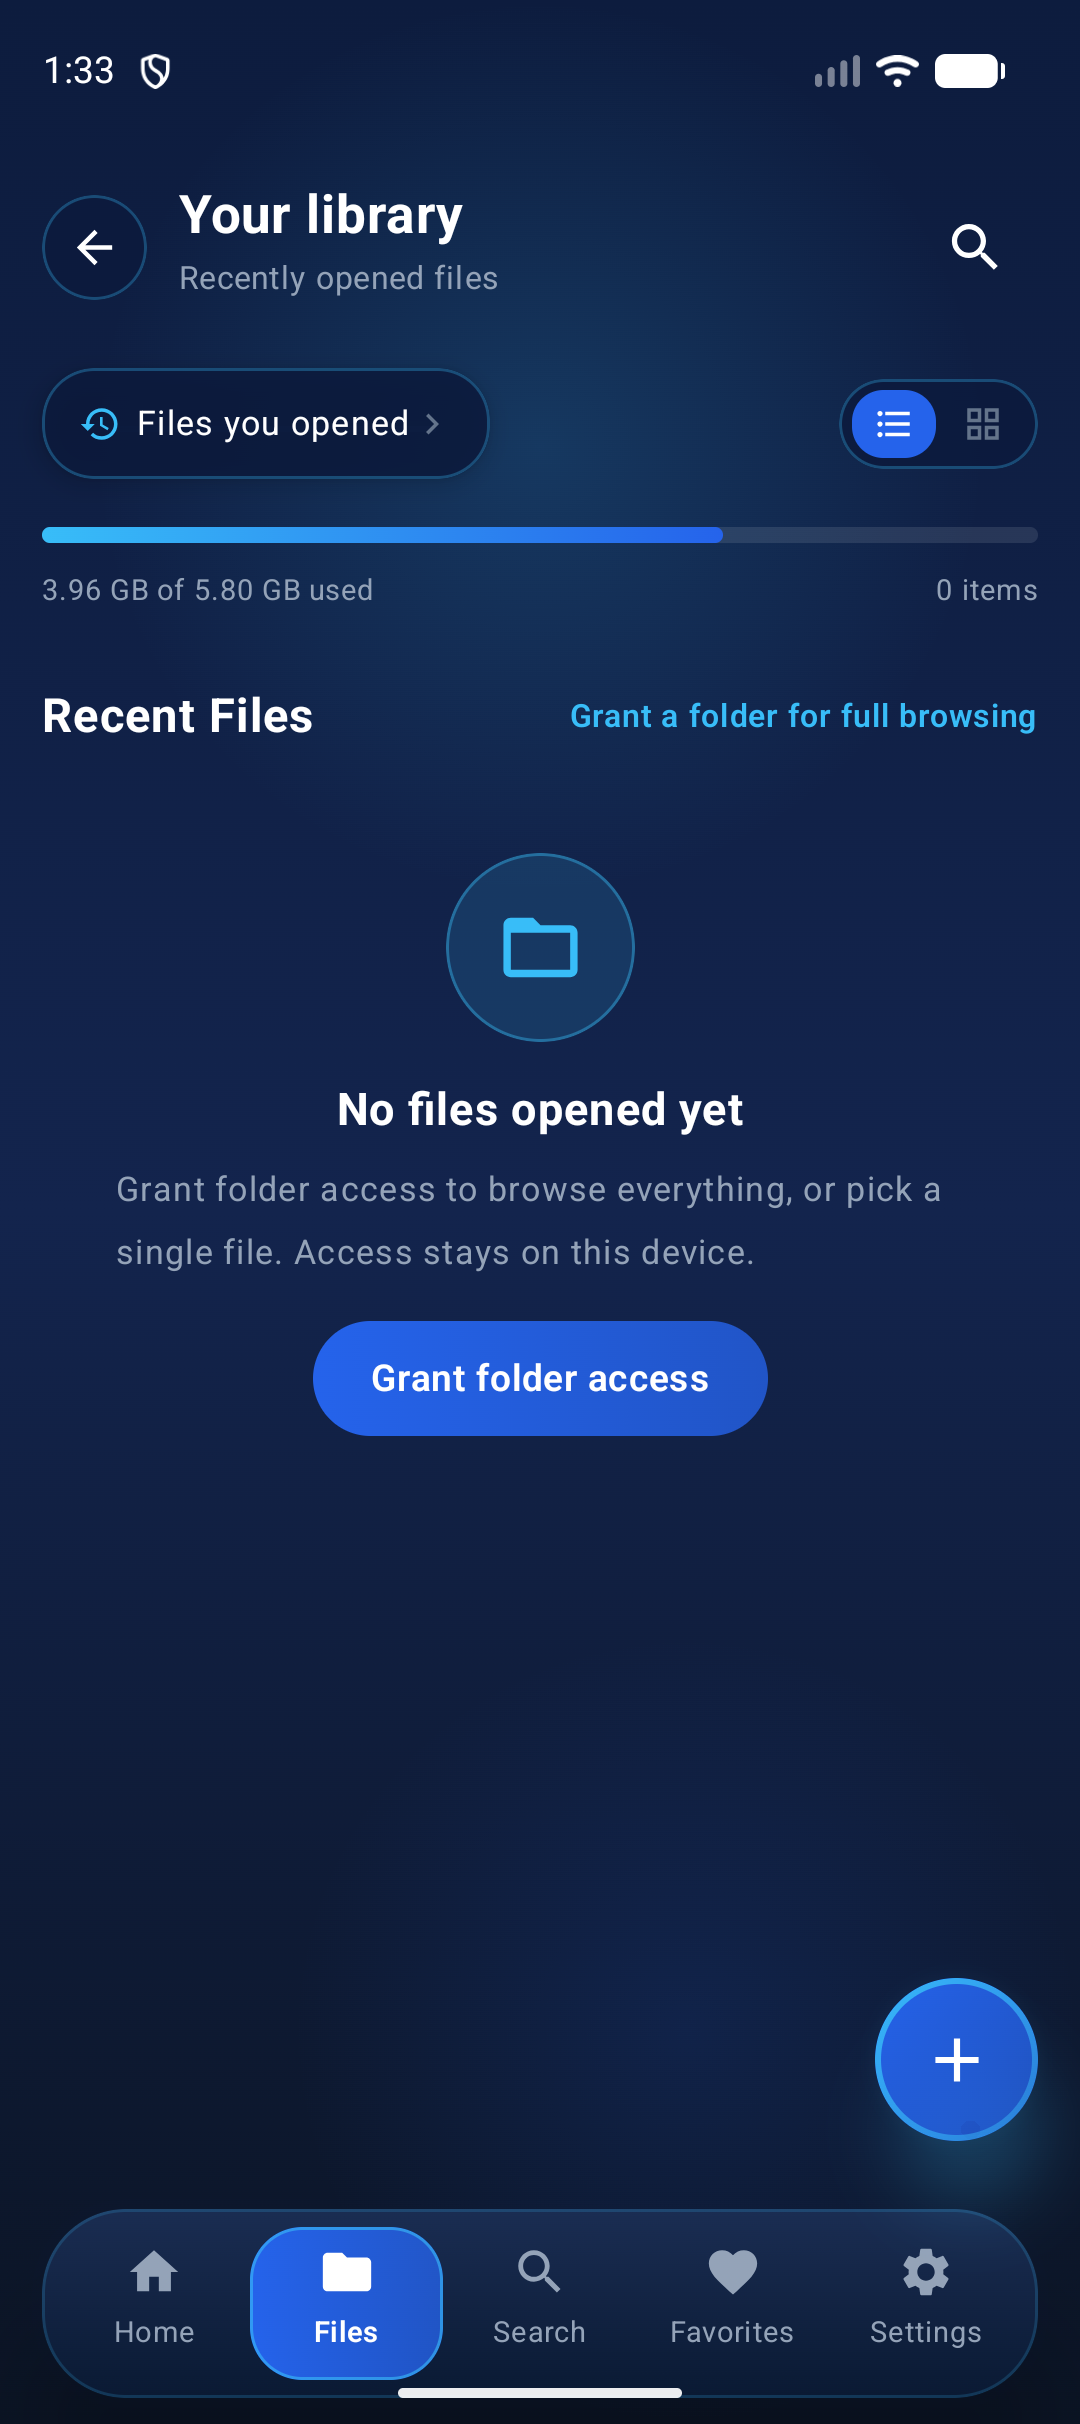 1:33
Your library
Recently opened files
Files you opened
3.96 GB of 5.80 GB used
0 items
Recent Files
Grant a folder for full browsing
No files opened yet
Grant folder access to browse everything, or pick a
single file. Access stays on this device.
Grant folder access
Home
Files
Search
Favorites
Settings